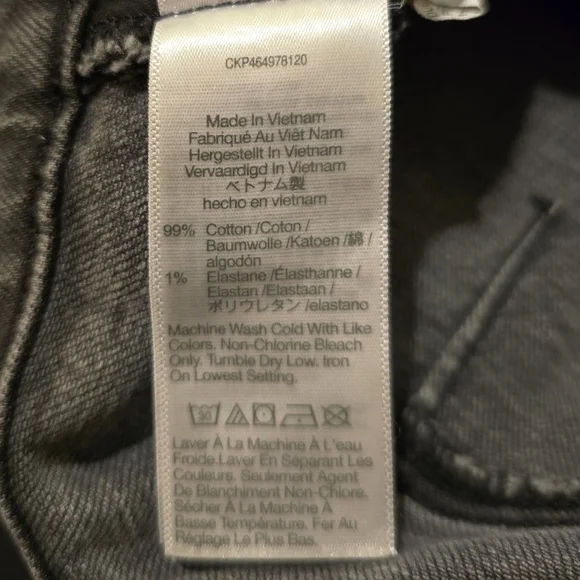 CKP464978120
Made In Vietnam
Fabriqué Au Việt Nam
Hergestellt In Vietnam
Vervaardigd In Vietnam
ベトナム製
hecho en vietnam
99% Cotton /Coton /
Baumwolle /Katoen /綿 /
algodón
1% Elastane /Élasthanne /
Elastan /Elastaan /
ポリウレタン /elastano
Machine Wash Cold With Like
Colors. Non-Chlorine Bleach
Only. Tumble Dry Low. Iron
On Lowest Setting.
30
Laver À La Machine À L'eau
Froide.Laver En Séparant Les
Couleurs. Seulement Agent
De Blanchiment Non-Chlore.
Sécher À La Machine À
Basse Température. Fer Au
Réglage Le Plus Bas.